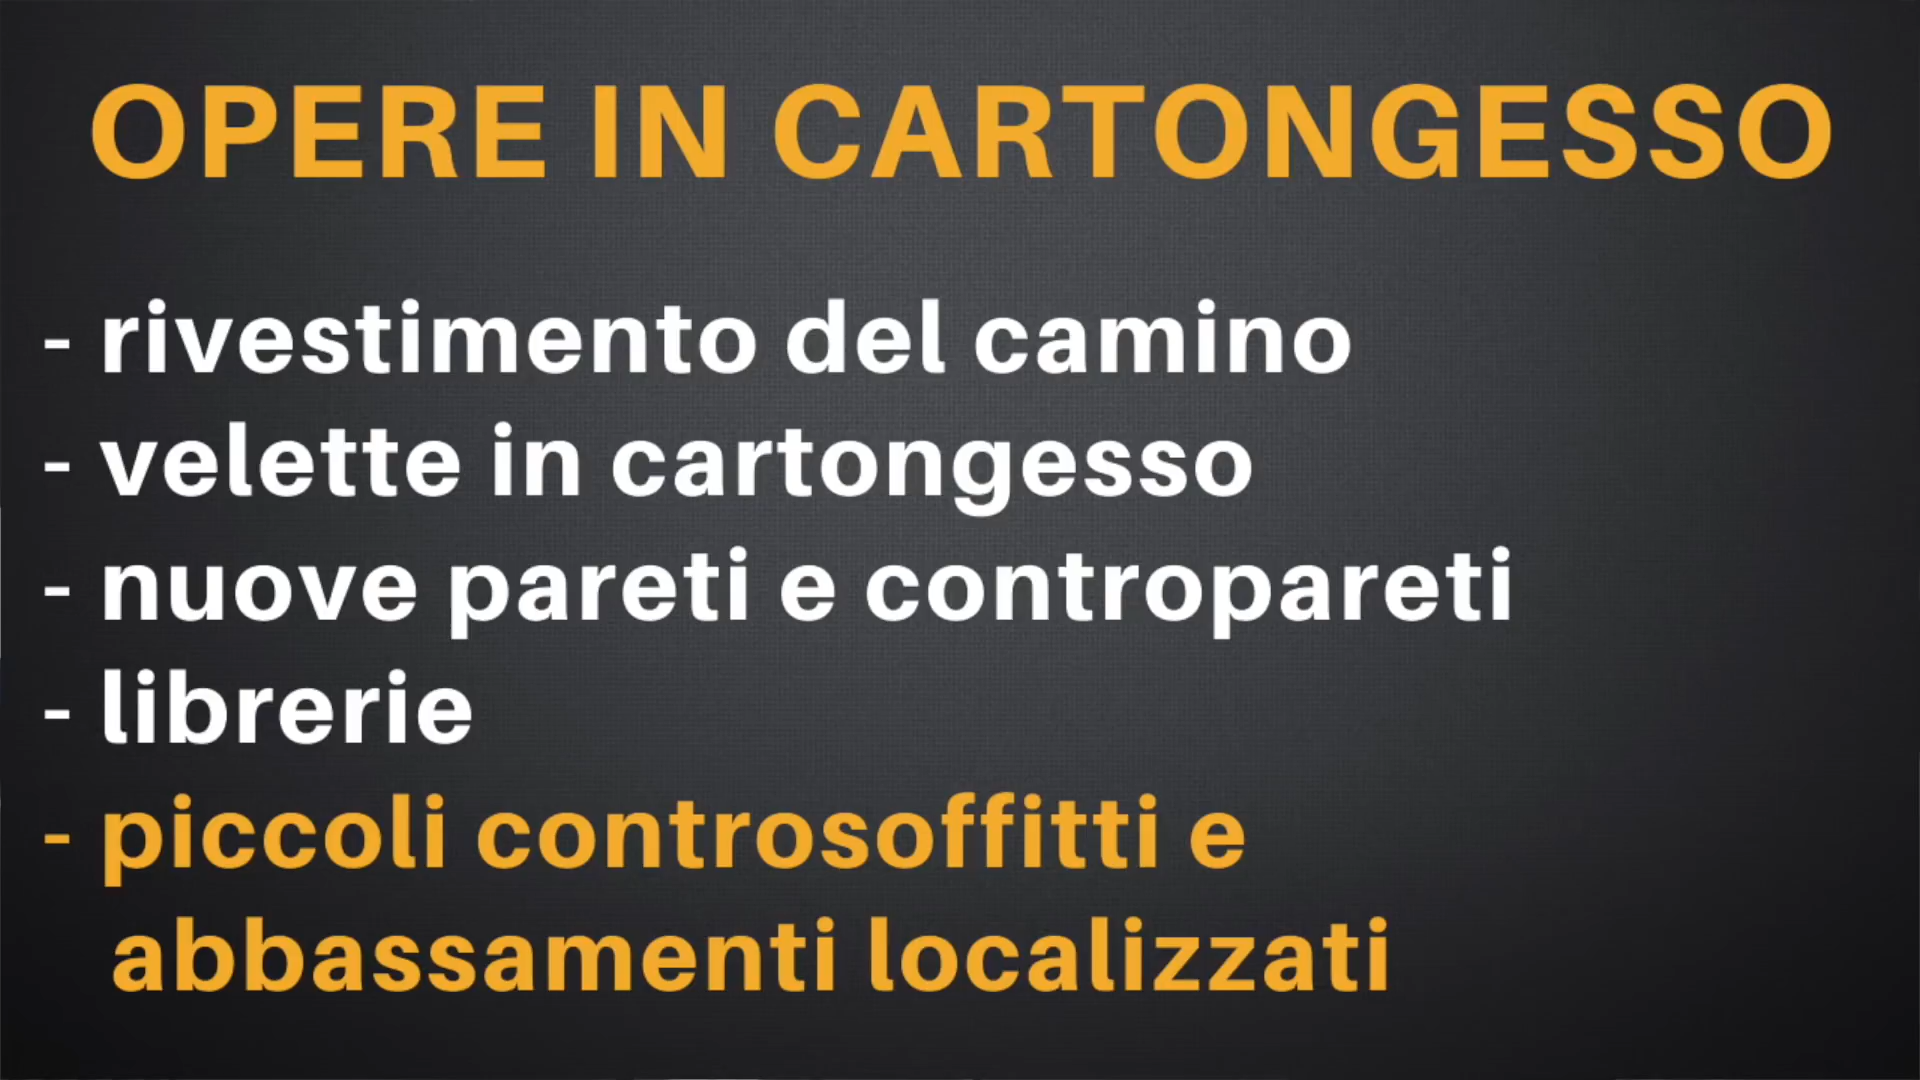 OPERE IN CARTONGESSO
- rivestimento del camino
- velette in cartongesso
- nuove pareti e contropareti
- librerie
- piccoli controsoffitti e
abbassamenti localizzati